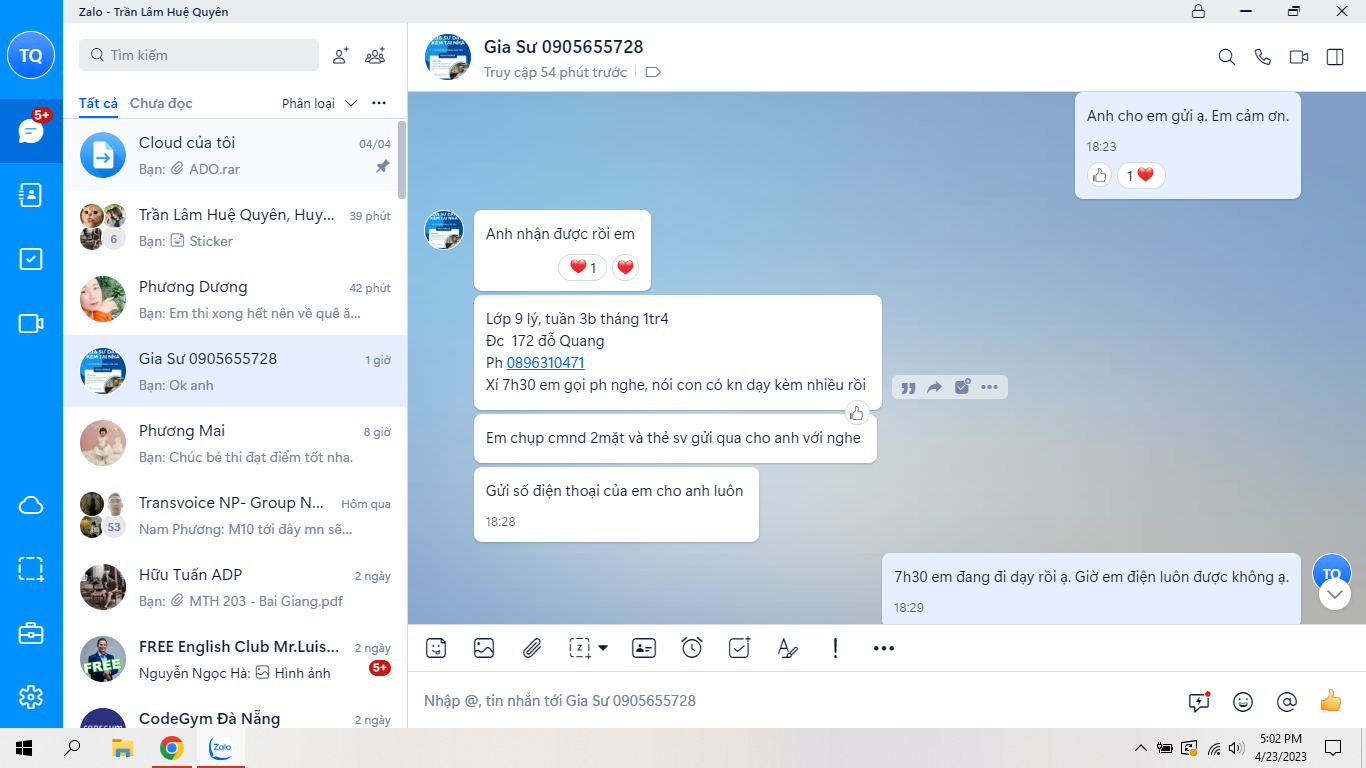 Zalo - Trần Lâm Huệ Quyên
TQ
5+
Tìm kiếm
Tất cả
Chưa đọc
Phân loại
Cloud của tôi
04/04
Bạn: ADO.rar
Trần Lâm Huệ Quyên, Huy...
39 phút
6
Bạn: Sticker
Phương Dương
42 phút
Bạn: Em thi xong hết nên về quê ă...
Gia Sư 0905655728
1 giờ
Bạn: Ok anh
Phương Mai
8 giờ
Bạn: Chúc bé thi đạt điểm tốt nha.
Transvoice NP- Group N...
Hôm qua
53
Nam Phương: M10 tới đây mn sẽ...
Hữu Tuấn ADP
2 ngày
Bạn: MTH 203 - Bai Giang.pdf
FREE
FREE English Club Mr.Luis...
2 ngày
Nguyễn Ngọc Hà: Hình ảnh
5+
CodeGym Đà Nẵng
2 ngày
Gia Sư 0905655728
Truy cập 54 phút trước
Anh cho em gửi ạ. Em cảm ơn.
18:23
1
Anh nhận được rồi em
1
Lớp 9 lý, tuần 3b tháng 1tr4
Đc 172 đỗ Quang
Ph 0896310471
Xí 7h30 em gọi ph nghe, nói con có kn dạy kèm nhiều rồi
Em chụp cmnd 2mặt và thẻ sv gửi qua cho anh với nghe
Gửi số điện thoại của em cho anh luôn
18:28
7h30 em đang đi dạy rồi ạ. Giờ em điện luôn được không ạ.
18:29
TQ
Nhập @, tin nhắn tới Gia Sư 0905655728
Zalo
5:02 PM
4/23/2023